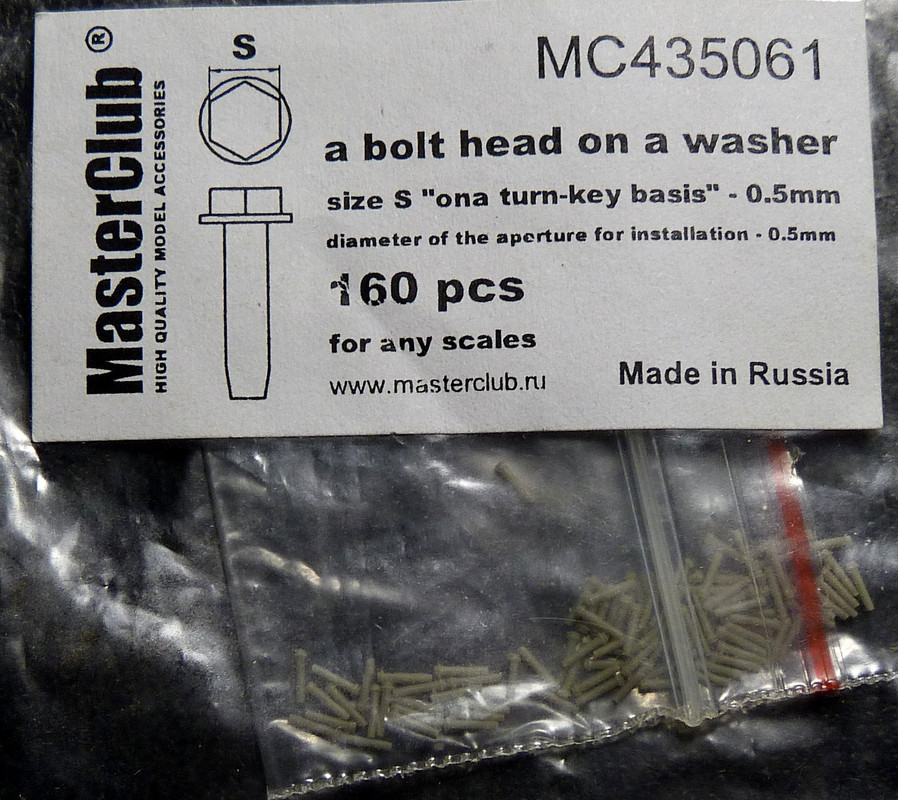 MasterClub ®
HIGH QUALITY MODEL ACCESSORIES
S
MC435061
a bolt head on a washer
size S "ona turn-key basis" - 0.5mm
diameter of the aperture for installation - 0.5mm
160 pcs
for any scales
www.masterclub.ru
Made in Russia